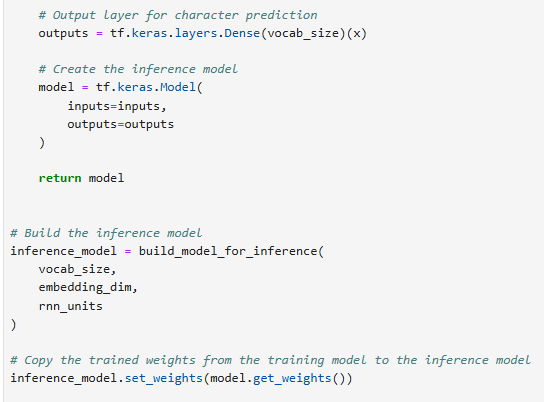 # Output layer for character prediction
outputs = tf.keras.layers.Dense(vocab_size)(x)
# Create the inference model
model = tf.keras.Model(
inputs=inputs,
outputs=outputs
)
return model
# Build the inference model
inference_model = build_model_for_inference(
vocab_size,
embedding_dim,
rnn_units
)
# Copy the trained weights from the training model to the inference model
inference_model.set_weights(model.get_weights())